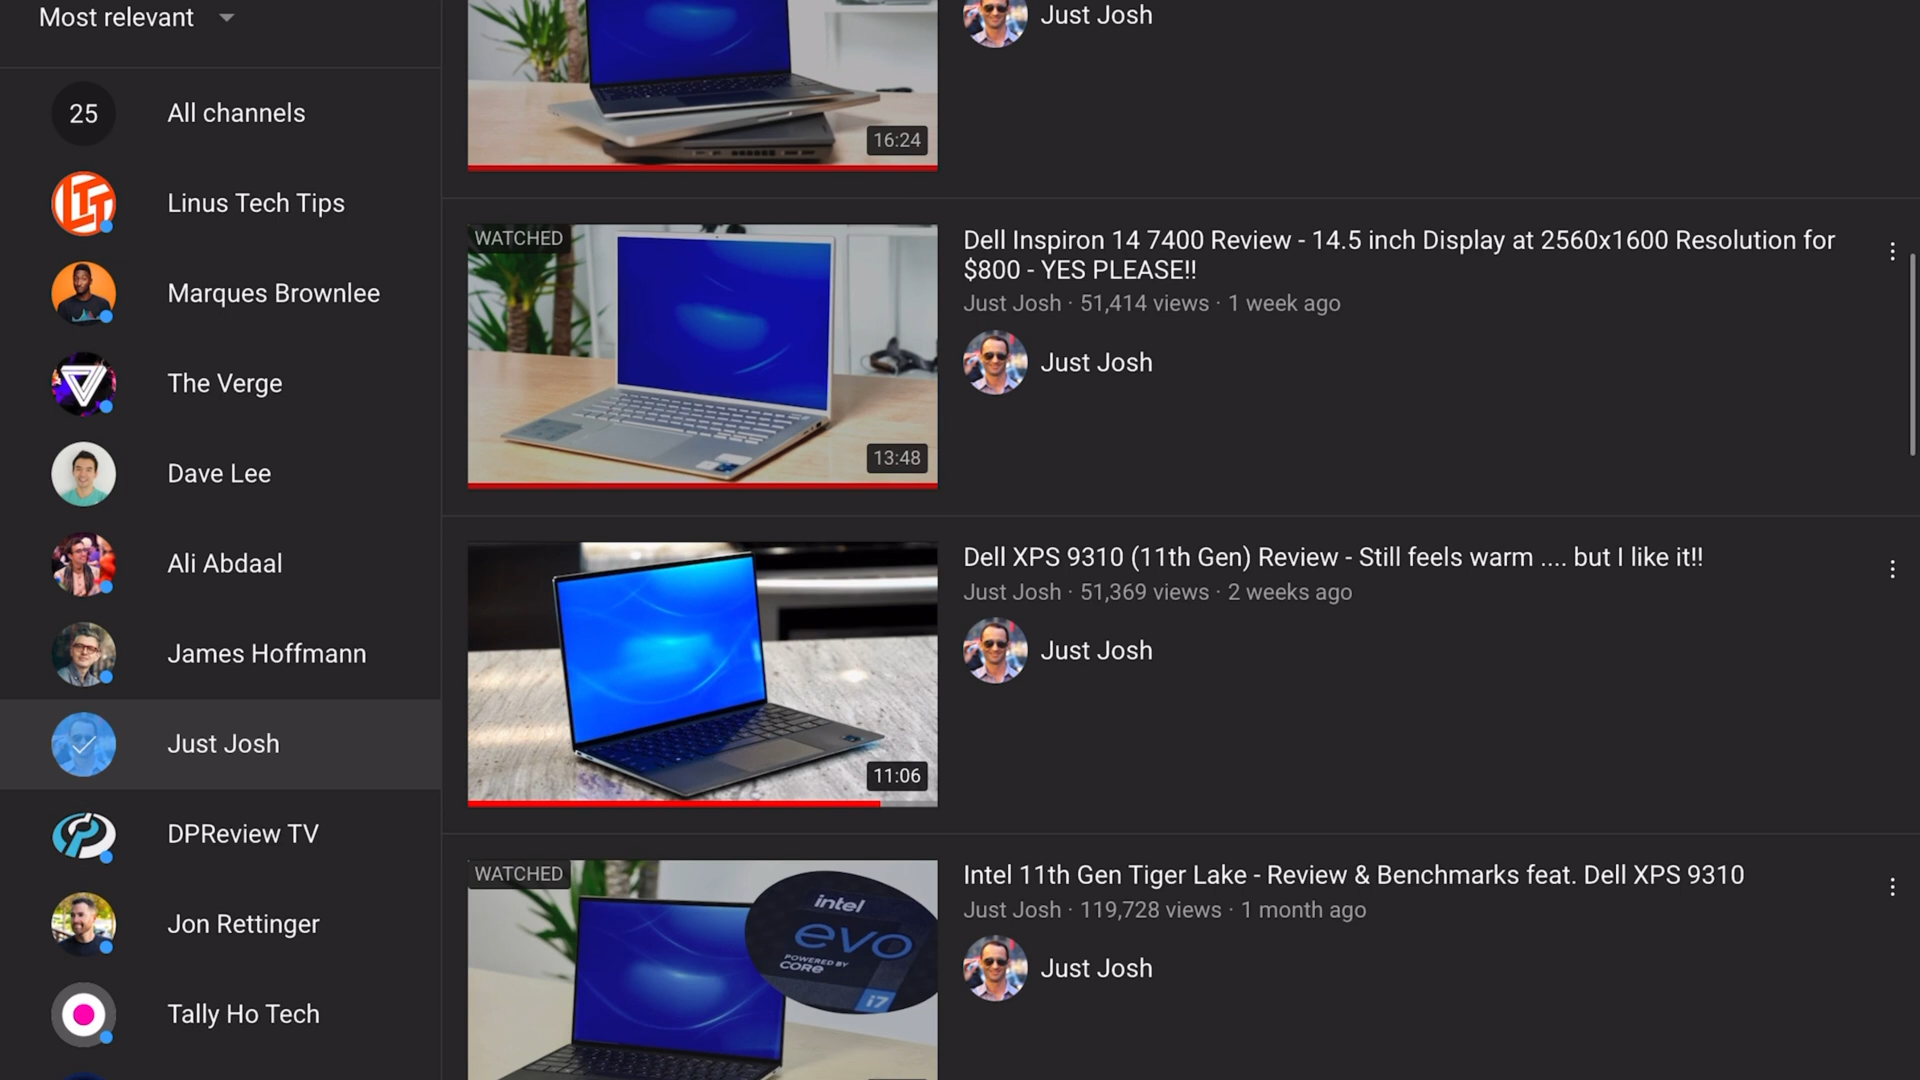 Most relevant
25 All channels
Linus Tech Tips
Marques Brownlee
The Verge
Dave Lee
Ali Abdaal
James Hoffmann
Just Josh
DPReview TV
Jon Rettinger
Tally Ho Tech
16:24
Just Josh
WATCHED
13:48
Dell Inspiron 14 7400 Review - 14.5 inch Display at 2560x1600 Resolution for
$800 - YES PLEASE!!
Just Josh · 51,414 views · 1 week ago
Just Josh
11:06
Dell XPS 9310 (11th Gen) Review - Still feels warm .... but I like it!!
Just Josh · 51,369 views · 2 weeks ago
Just Josh
WATCHED
intel
evo
POWERED BY
CORe
i7
Intel 11th Gen Tiger Lake - Review & Benchmarks feat. Dell XPS 9310
Just Josh · 119,728 views · 1 month ago
Just Josh